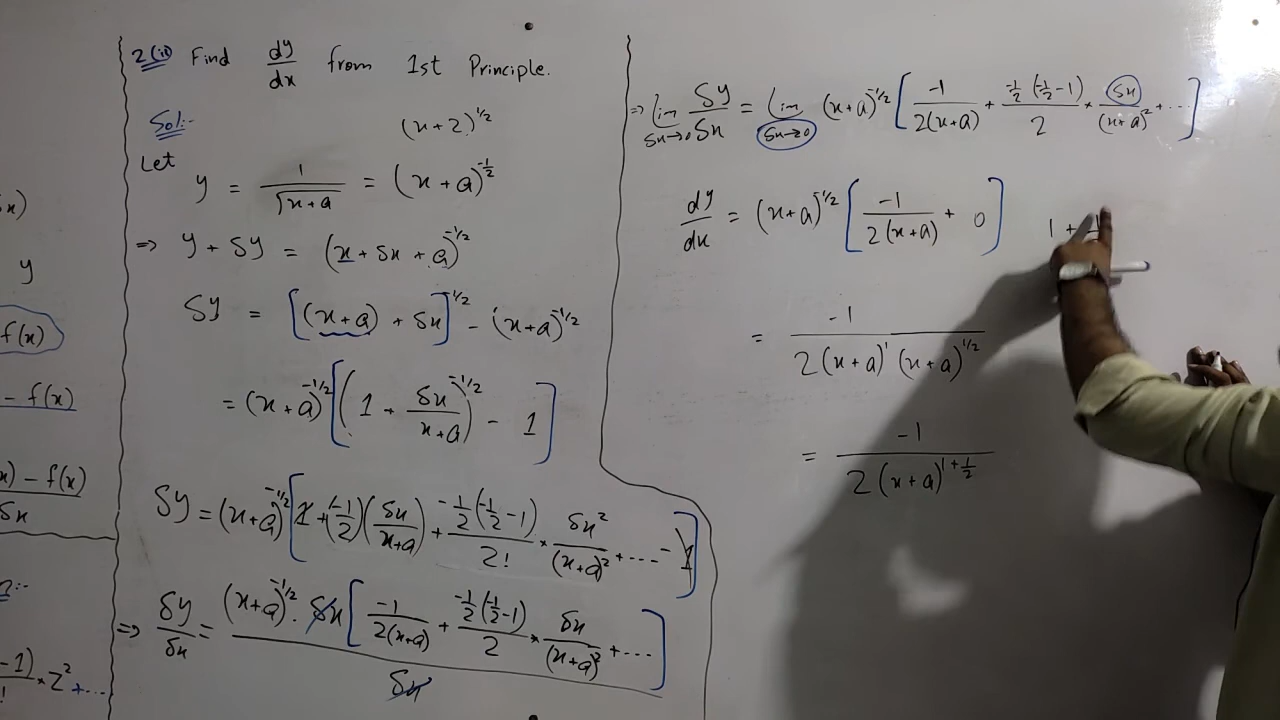 x)
y
f(x)
– f(x)
x) – f(x)
δx
–1)
× z² + ...
2(ii) Find dy/dx from 1st Principle.
Sol:-
(x+2)^1/2
Let
y = 1/√x+a = (x+a)^-1/2
⇒ y + δy = (x + δx + a)^-1/2
δy = [(x+a) + δx]^-1/2 – (x+a)^-1/2
= (x+a)^-1/2 [(1 + δx/x+a)^-1/2 – 1]
δy = (x+a)^-1/2 [1 + (-1/2)(δx/x+a) + -1/2(-1/2-1)/2! × δx²/(x+a)² + ... – 1]
⇒ δy/δx = (x+a)^-1/2 . δx [-1/2(x+a) + -1/2(-1/2-1)/2 × δx/(x+a)² + ...] / δx
⇒ lim δx→0 δy/δx = lim δx→0 (x+a)^-1/2 [-1/2(x+a) + -1/2(-1/2-1)/2 × δx/(x+a)² + ...]
dy/dx = (x+a)^-1/2 [-1/2(x+a) + 0]
1 + 1
= -1/2(x+a)^1 (x+a)^1/2
= -1/2(x+a)^1+1/2